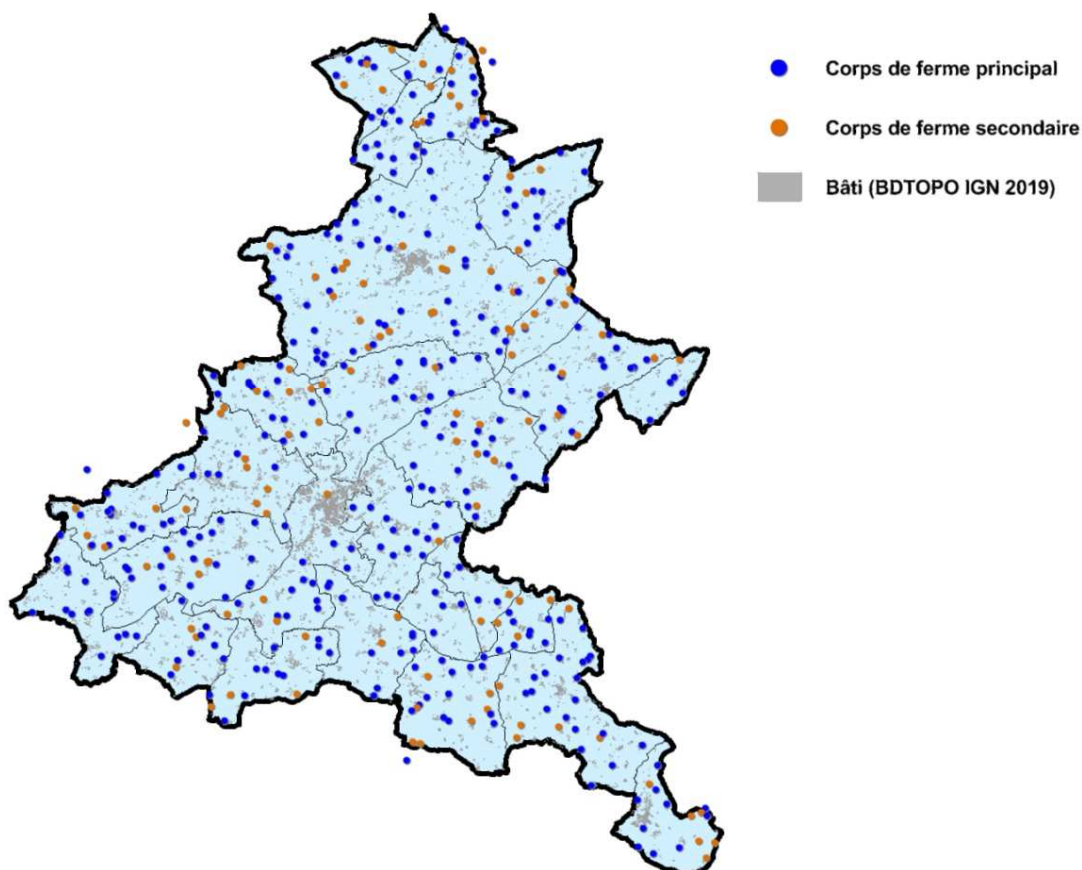 Corps de ferme principal
Corps de ferme secondaire
Bâti (BDTOPO IGN 2019)